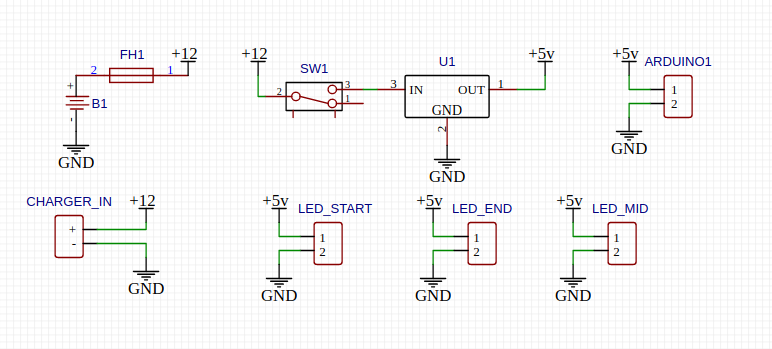 FH1
+12
2
1
+
B1
-
GND
+12
SW1
2
3
1
U1
+5v
3
IN
OUT
1
GND
2
GND
+5v
ARDUINO1
1
2
GND
CHARGER_IN
+12
+
-
GND
+5v
LED_START
1
2
GND
+5v
LED_END
1
2
GND
+5v
LED_MID
1
2
GND